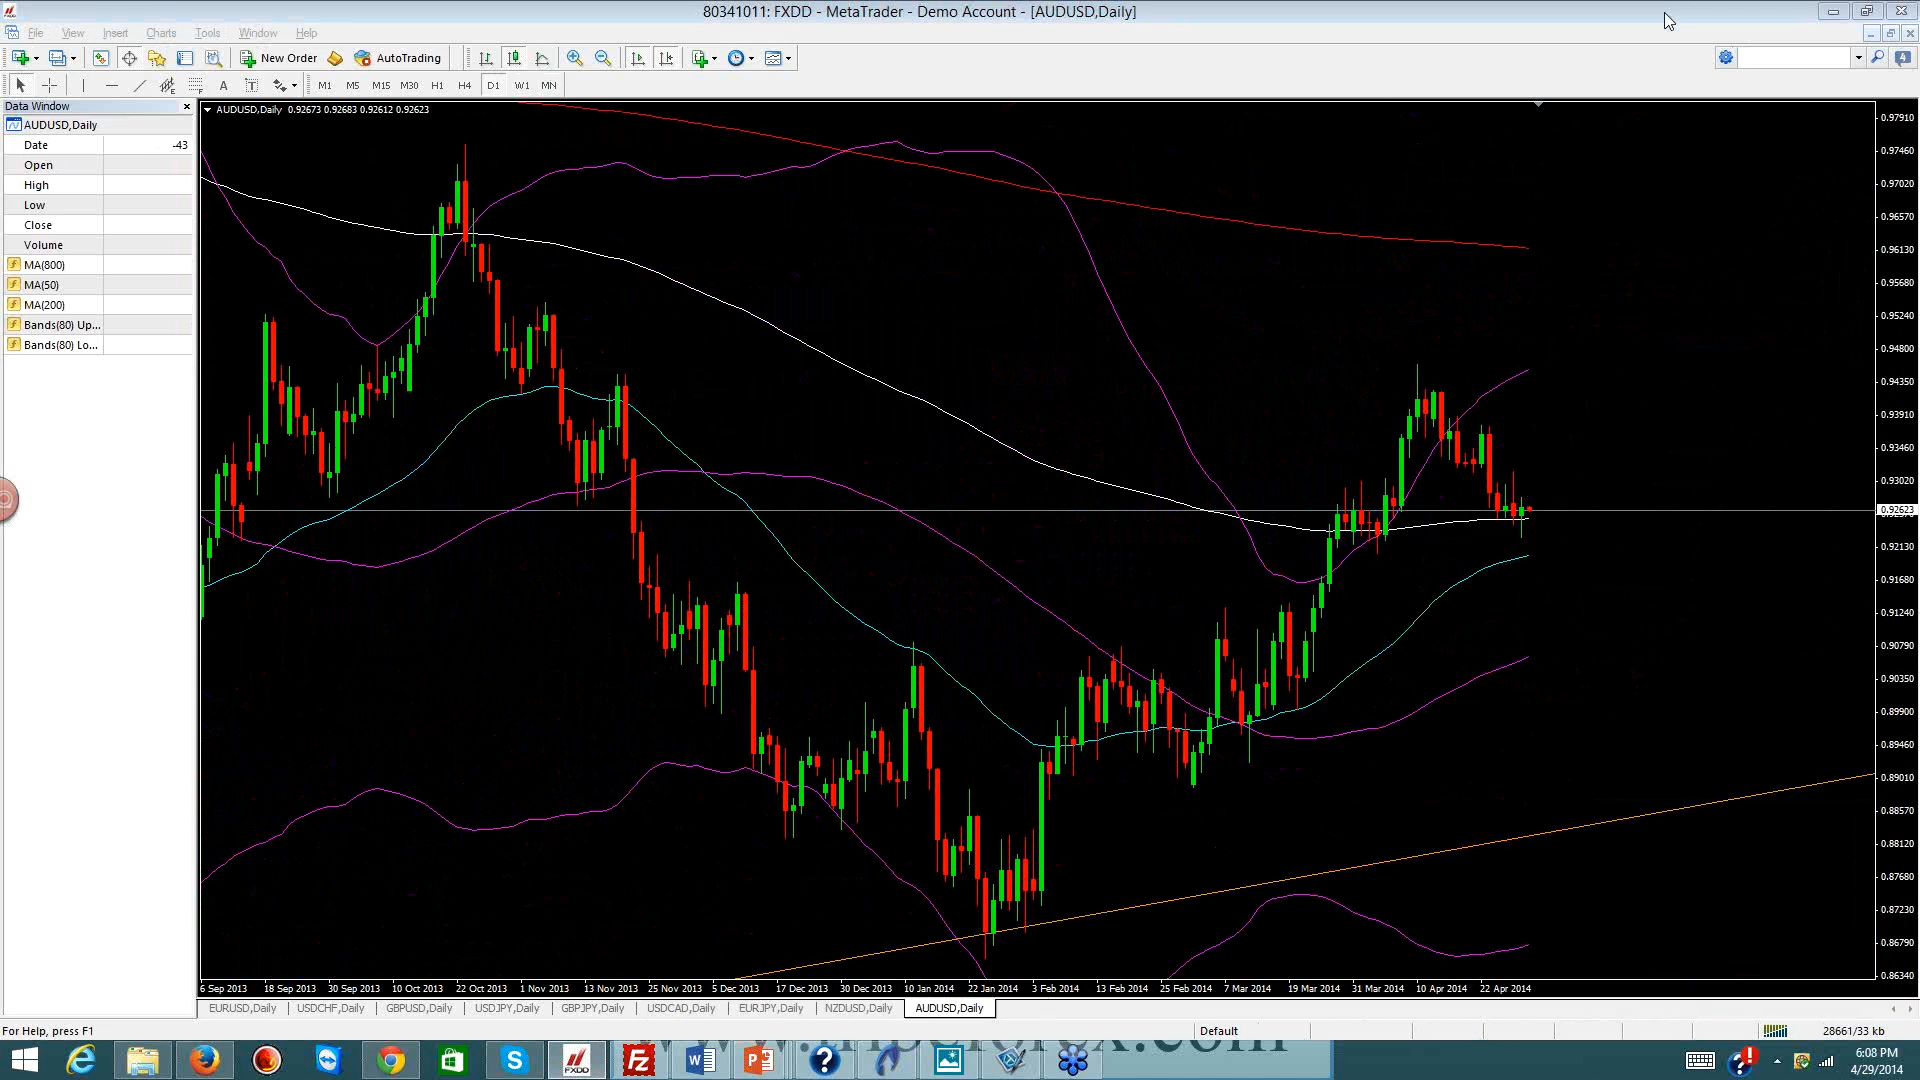 80341011: FXDD - MetaTrader - Demo Account - [AUDUSD,Daily]
File View Insert Charts Tools Window Help
New Order AutoTrading
4
A T M1 M5 M15 M30 H1 H4 D1 W1 MN
Data Window
AUDUSD,Daily
Date -43
Open
High
Low
Close
Volume
MA(800)
MA(50)
MA(200)
Bands(80) Up...
Bands(80) Lo...
AUDUSD,Daily 0.92673 0.92683 0.92612 0.92623
0.97910
0.97460
0.97020
0.96570
0.96130
0.95680
0.95240
0.94800
0.94350
0.93910
0.93460
0.93020
0.92623
0.92130
0.91680
0.91240
0.90790
0.90350
0.89900
0.89460
0.89010
0.88570
0.88120
0.87680
0.87230
0.86790
0.86340
6 Sep 2013 18 Sep 2013 30 Sep 2013 10 Oct 2013 22 Oct 2013 1 Nov 2013 13 Nov 2013 25 Nov 2013 5 Dec 2013 17 Dec 2013 30 Dec 2013 10 Jan 2014 22 Jan 2014 3 Feb 2014 13 Feb 2014 25 Feb 2014 7 Mar 2014 19 Mar 2014 31 Mar 2014 10 Apr 2014 22 Apr 2014
EURUSD,Daily USDCHF,Daily GBPUSD,Daily USDJPY,Daily GBPJPY,Daily USDCAD,Daily EURJPY,Daily NZDUSD,Daily AUDUSD,Daily
For Help, press F1 Default 28661/33 kb
FXDD
6:08 PM
4/29/2014